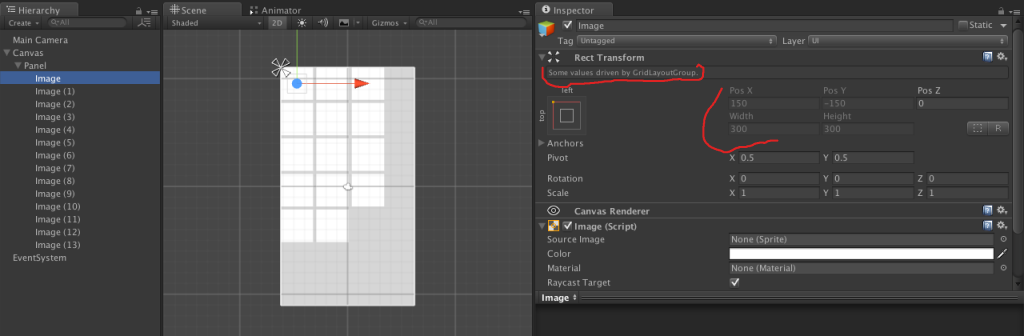 Hierarchy
Create
All
Main Camera
Canvas
Panel
Image
Image (1)
Image (2)
Image (3)
Image (4)
Image (5)
Image (6)
Image (7)
Image (8)
Image (9)
Image (10)
Image (11)
Image (12)
Image (13)
EventSystem
Scene
Animator
Shaded
2D
Gizmos
All
Inspector
Image
Static
Tag Untagged
Layer UI
Rect Transform
Some values driven by GridLayoutGroup.
left
top
Pos X Pos Y Pos Z
150 -150 0
Width Height
300 300
R
Anchors
Pivot X 0.5 Y 0.5
Rotation X 0 Y 0 Z 0
Scale X 1 Y 1 Z 1
Canvas Renderer
Image (Script)
Source Image None (Sprite)
Color
Material None (Material)
Raycast Target
Image